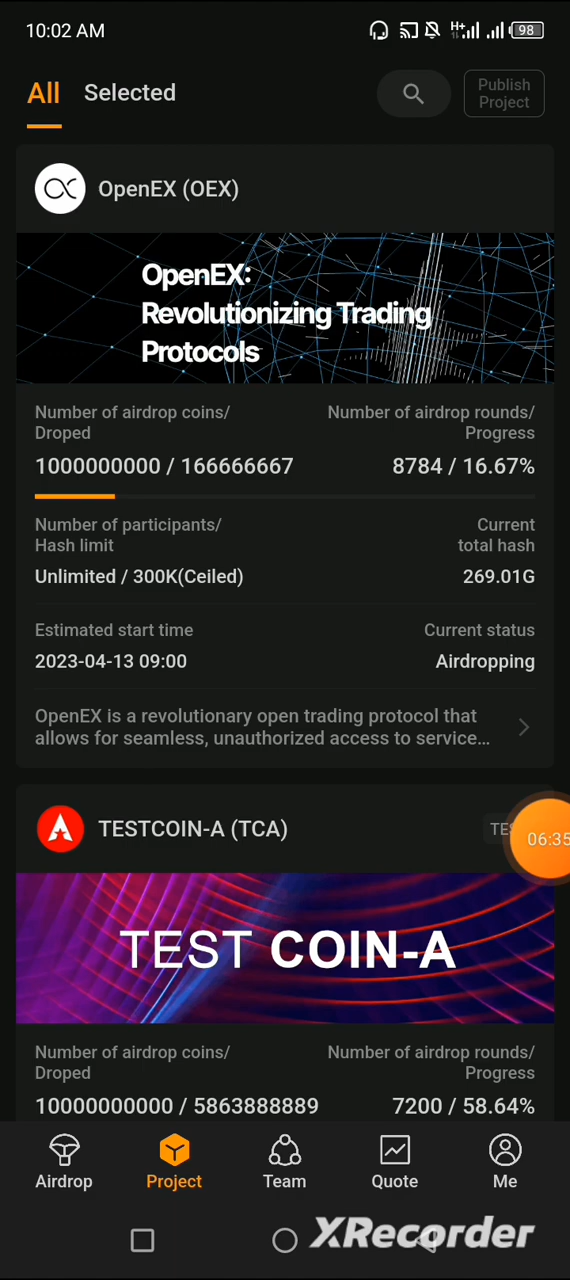 10:02 AM
H+
98
All
Selected
Publish
Project
OpenEX (OEX)
OpenEX:
Revolutionizing Trading
Protocols
Number of airdrop coins/
Droped
Number of airdrop rounds/
Progress
1000000000 / 166666667
8784 / 16.67%
Number of participants/
Hash limit
Current
total hash
Unlimited / 300K(Ceiled)
269.01G
Estimated start time
Current status
2023-04-13 09:00
Airdropping
OpenEX is a revolutionary open trading protocol that
allows for seamless, unauthorized access to service...
TESTCOIN-A (TCA)
06:35
TEST COIN-A
Number of airdrop coins/
Droped
Number of airdrop rounds/
Progress
10000000000 / 5863888889
7200 / 58.64%
Airdrop
Project
Team
Quote
Me
XRecorder